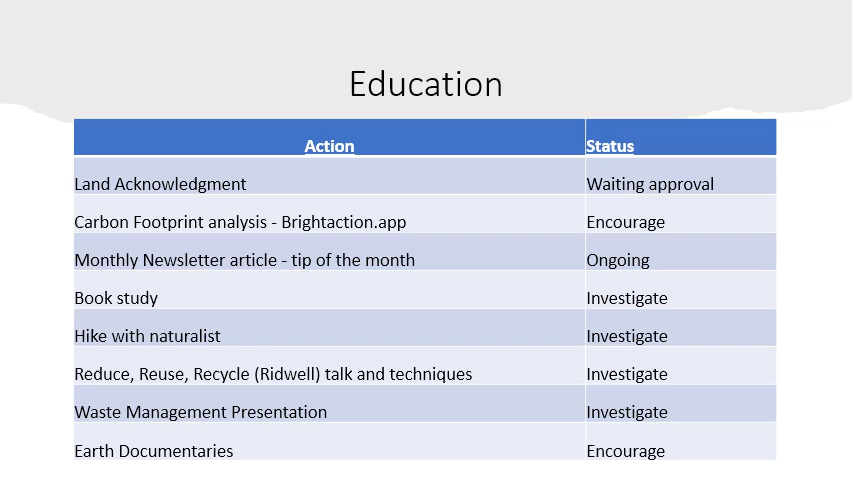 Education
Action Status
Land Acknowledgment Waiting approval
Carbon Footprint analysis - Brightaction.app Encourage
Monthly Newsletter article - tip of the month Ongoing
Book study Investigate
Hike with naturalist Investigate
Reduce, Reuse, Recycle (Ridwell) talk and techniques Investigate
Waste Management Presentation Investigate
Earth Documentaries Encourage